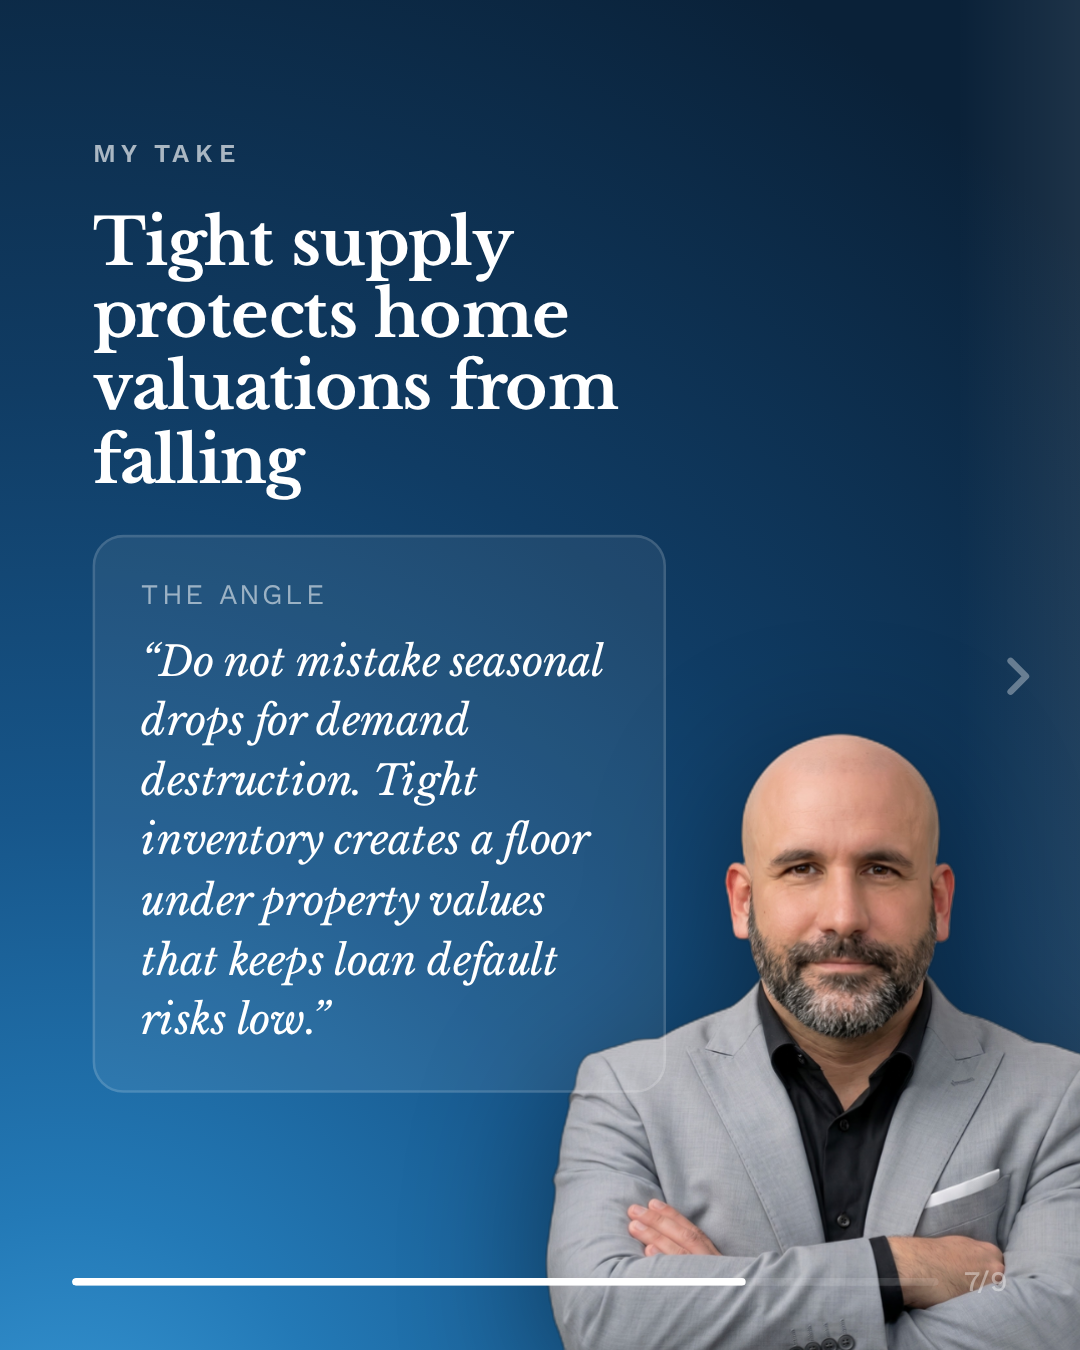 MY TAKE
Tight supply
protects home
valuations from
falling
THE ANGLE
“Do not mistake seasonal
drops for demand
destruction. Tight
inventory creates a floor
under property values
that keeps loan default
risks low.”
7/9